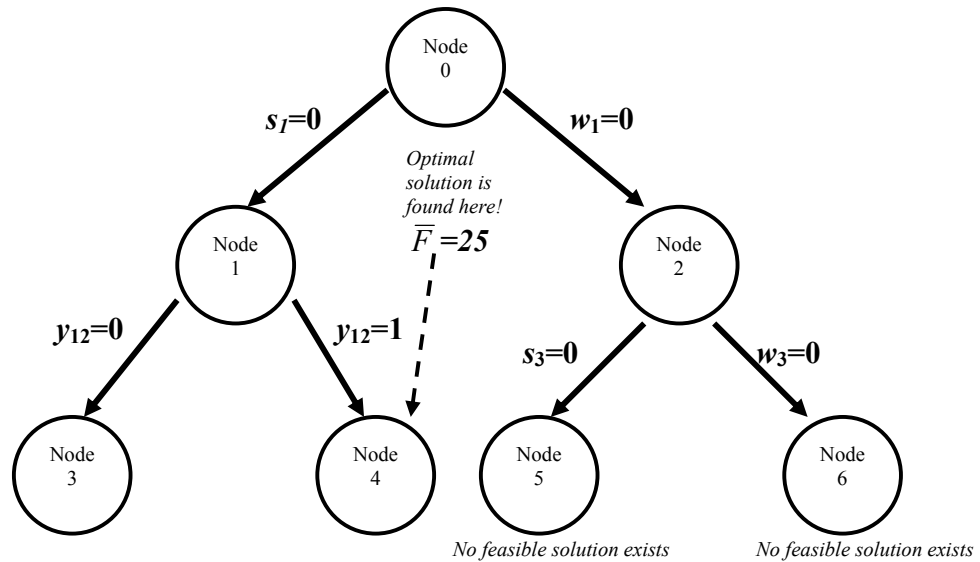 Node
0
s₁=0
w₁=0
Optimal
solution is
found here!
F̅ =25
Node
1
Node
2
y₁₂=0
y₁₂=1
s₃=0
w₃=0
Node
3
Node
4
Node
5
Node
6
No feasible solution exists
No feasible solution exists